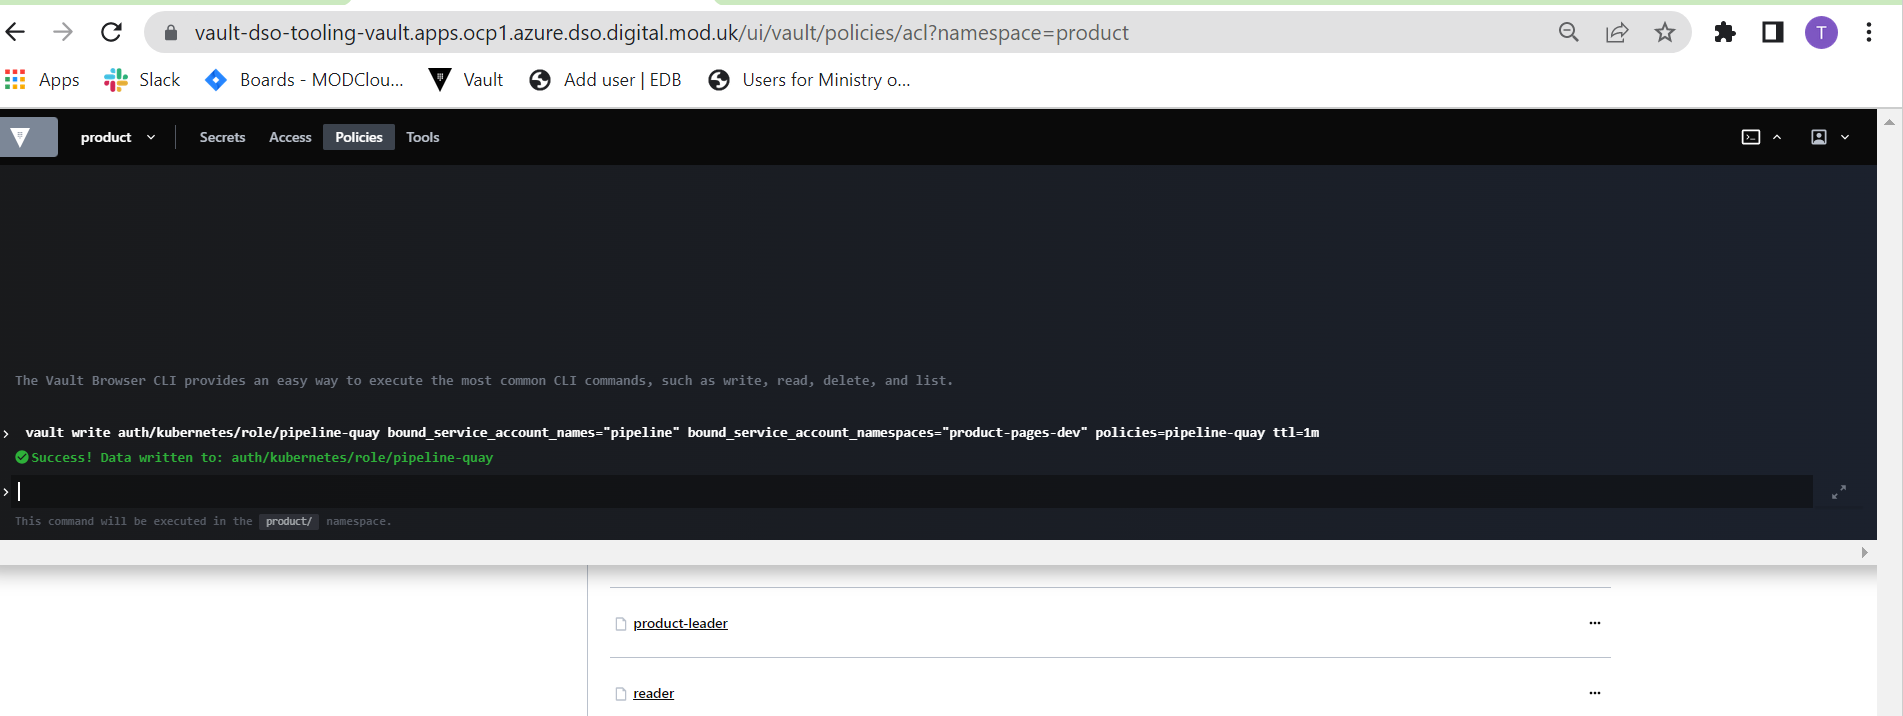 vault-dso-tooling-vault.apps.ocp1.azure.dso.digital.mod.uk/ui/vault/policies/acl?namespace=product
T
Apps Slack Boards - MODClou... Vault Add user | EDB Users for Ministry o...
product Secrets Access Policies Tools
The Vault Browser CLI provides an easy way to execute the most common CLI commands, such as write, read, delete, and list.
> vault write auth/kubernetes/role/pipeline-quay bound_service_account_names="pipeline" bound_service_account_namespaces="product-pages-dev" policies=pipeline-quay ttl=1m
Success! Data written to: auth/kubernetes/role/pipeline-quay
>
This command will be executed in the product/ namespace.
product-leader
reader